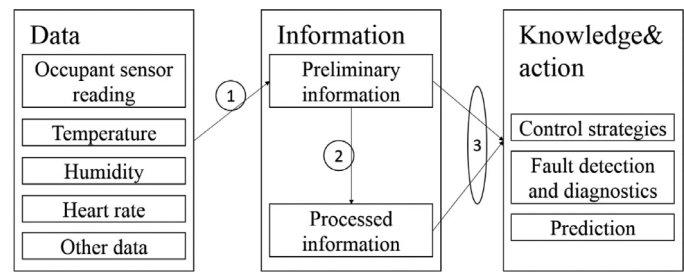 Data
Occupant sensor
reading
Temperature
Humidity
Heart rate
Other data
1
Information
Preliminary
information
2
Processed
information
3
Knowledge&
action
Control strategies
Fault detection
and diagnostics
Prediction